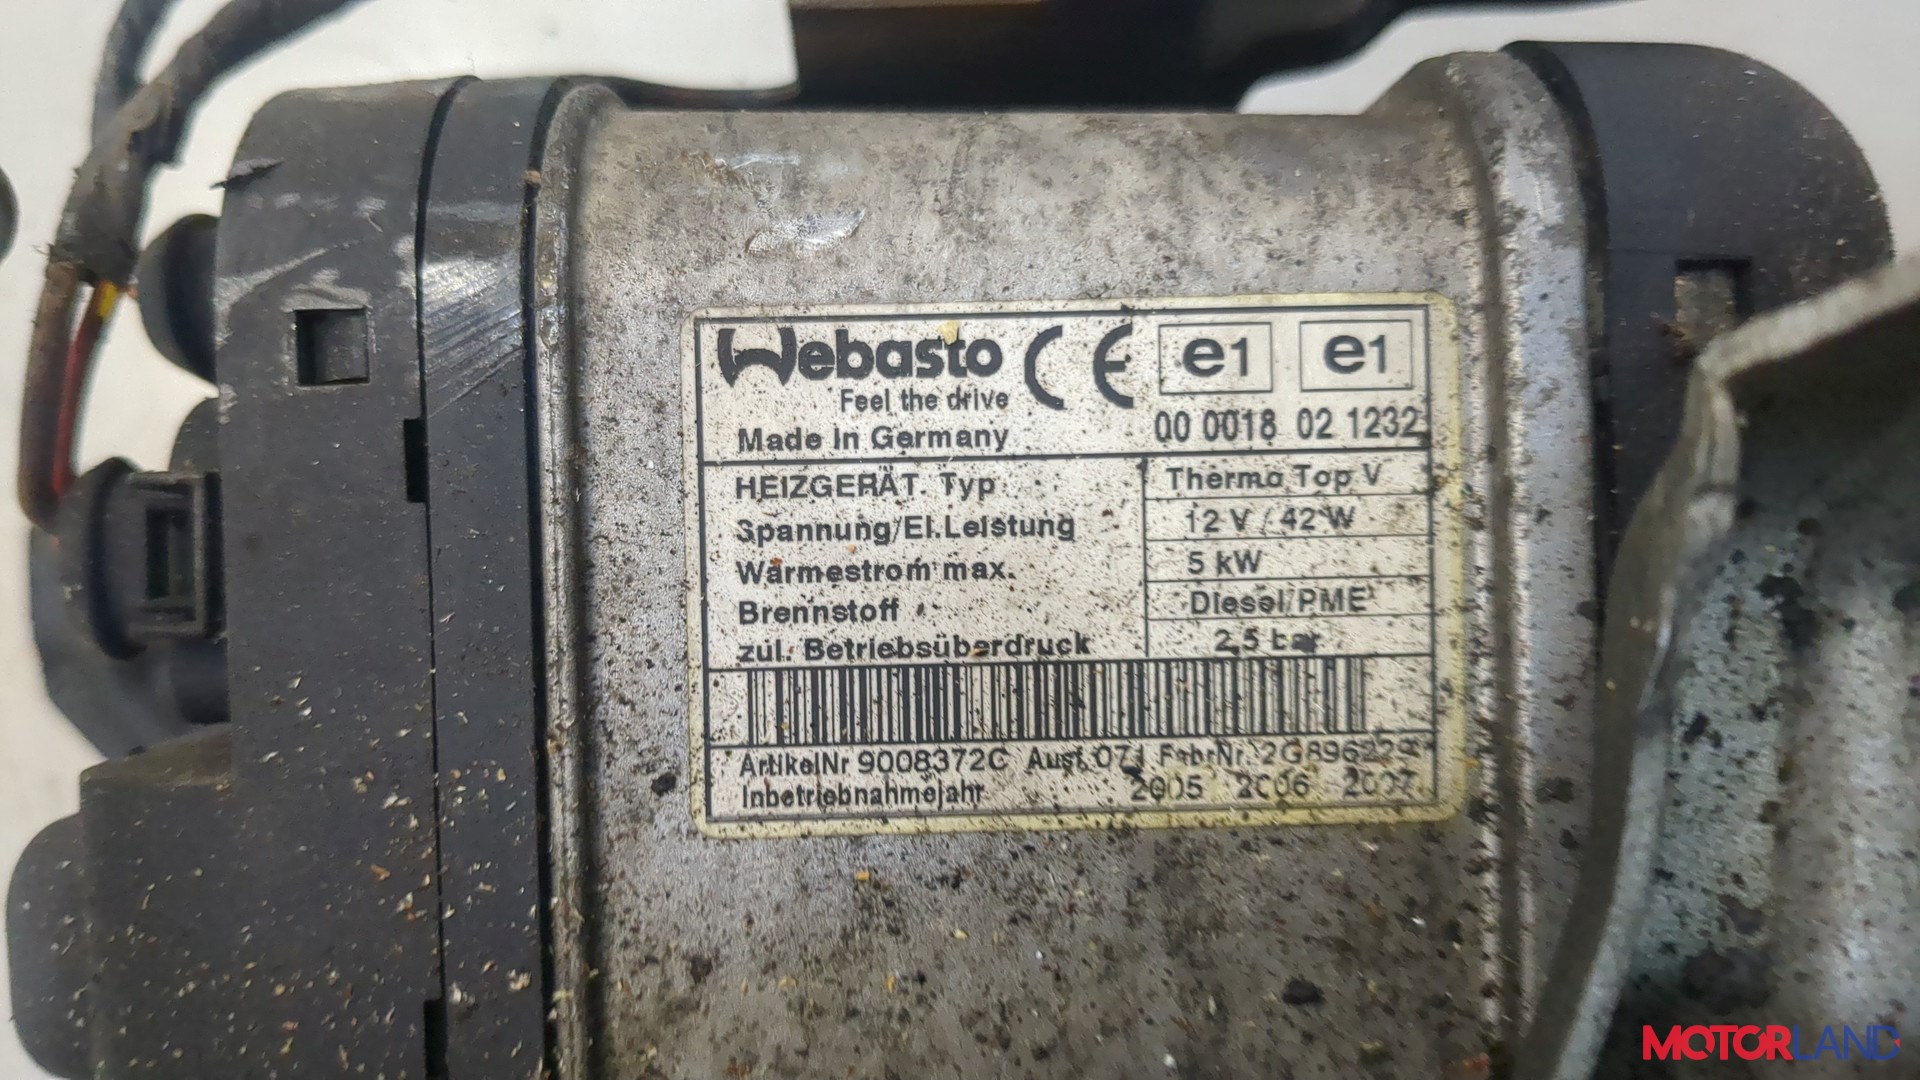 Webasto
Feel the drive
CE e1 e1
Made in Germany 00 0018 02 1232
HEIZGERÄT Typ Thermo Top V
Spannung/El.Leistung 12 V / 42 W
Wärmestrom max. 5 kW
Brennstoff Diesel/PME
zul. Betriebsüberdruck 2,5 bar
ArtikelNr 9008372C Ausf. 071 FabrNr.
Inbetriebnahmejahr 2005 2006 2007
MOTORLAND